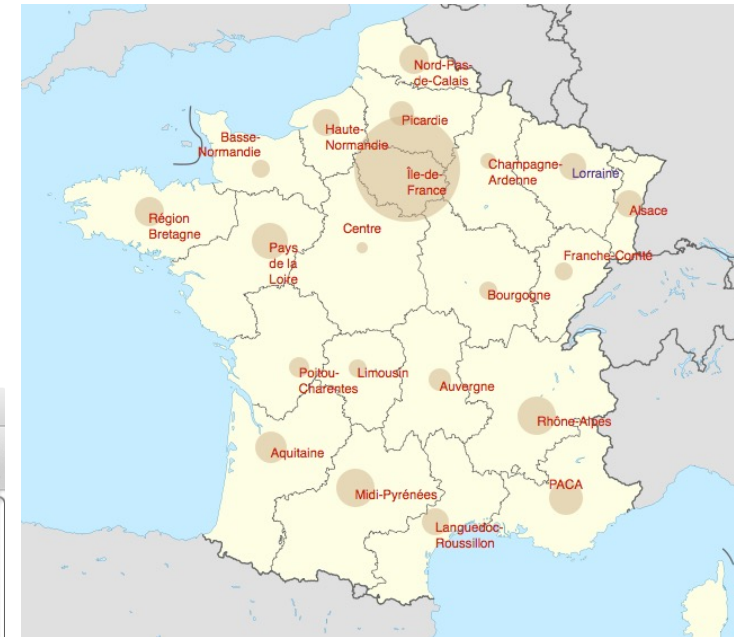 Nord-Pas-
de-Calais
Picardie
Haute-
Normandie
Basse-
Normandie
Île-de-
France
Champagne-
Ardenne
Lorraine
Alsace
Région
Bretagne
Pays
de la
Loire
Centre
Franche-Comté
Bourgogne
Poitou-
Charentes
Limousin
Auvergne
Rhône-Alpes
Aquitaine
Midi-Pyrénées
PACA
Languedoc-
Roussillon